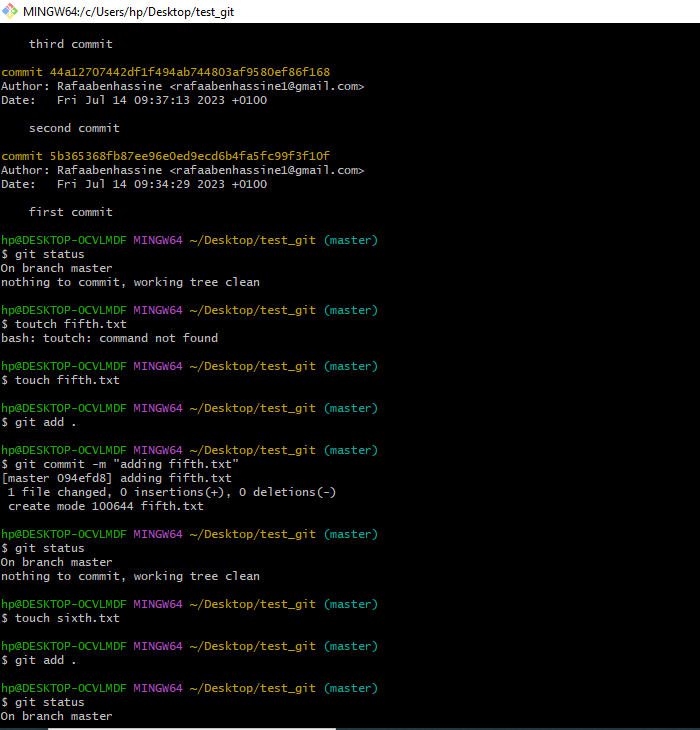 MINGW64:/c/Users/hp/Desktop/test_git
third commit
commit 44a12707442df1f494ab744803af9580ef86f168
Author: Rafaabenhassine <rafaabenhassine1@gmail.com>
Date:   Fri Jul 14 09:37:13 2023 +0100
second commit
commit 5b365368fb87ee96e0ed9ecd6b4fa5fc99f3f10f
Author: Rafaabenhassine <rafaabenhassine1@gmail.com>
Date:   Fri Jul 14 09:34:29 2023 +0100
first commit
hp@DESKTOP-OCVLMDF MINGW64 ~/Desktop/test_git (master)
$ git status
On branch master
nothing to commit, working tree clean
hp@DESKTOP-OCVLMDF MINGW64 ~/Desktop/test_git (master)
$ toutch fifth.txt
bash: toutch: command not found
hp@DESKTOP-OCVLMDF MINGW64 ~/Desktop/test_git (master)
$ touch fifth.txt
hp@DESKTOP-OCVLMDF MINGW64 ~/Desktop/test_git (master)
$ git add .
hp@DESKTOP-OCVLMDF MINGW64 ~/Desktop/test_git (master)
$ git commit -m "adding fifth.txt"
[master 094efd8] adding fifth.txt
1 file changed, 0 insertions(+), 0 deletions(-)
create mode 100644 fifth.txt
hp@DESKTOP-OCVLMDF MINGW64 ~/Desktop/test_git (master)
$ git status
On branch master
nothing to commit, working tree clean
hp@DESKTOP-OCVLMDF MINGW64 ~/Desktop/test_git (master)
$ touch sixth.txt
hp@DESKTOP-OCVLMDF MINGW64 ~/Desktop/test_git (master)
$ git add .
hp@DESKTOP-OCVLMDF MINGW64 ~/Desktop/test_git (master)
$ git status
On branch master